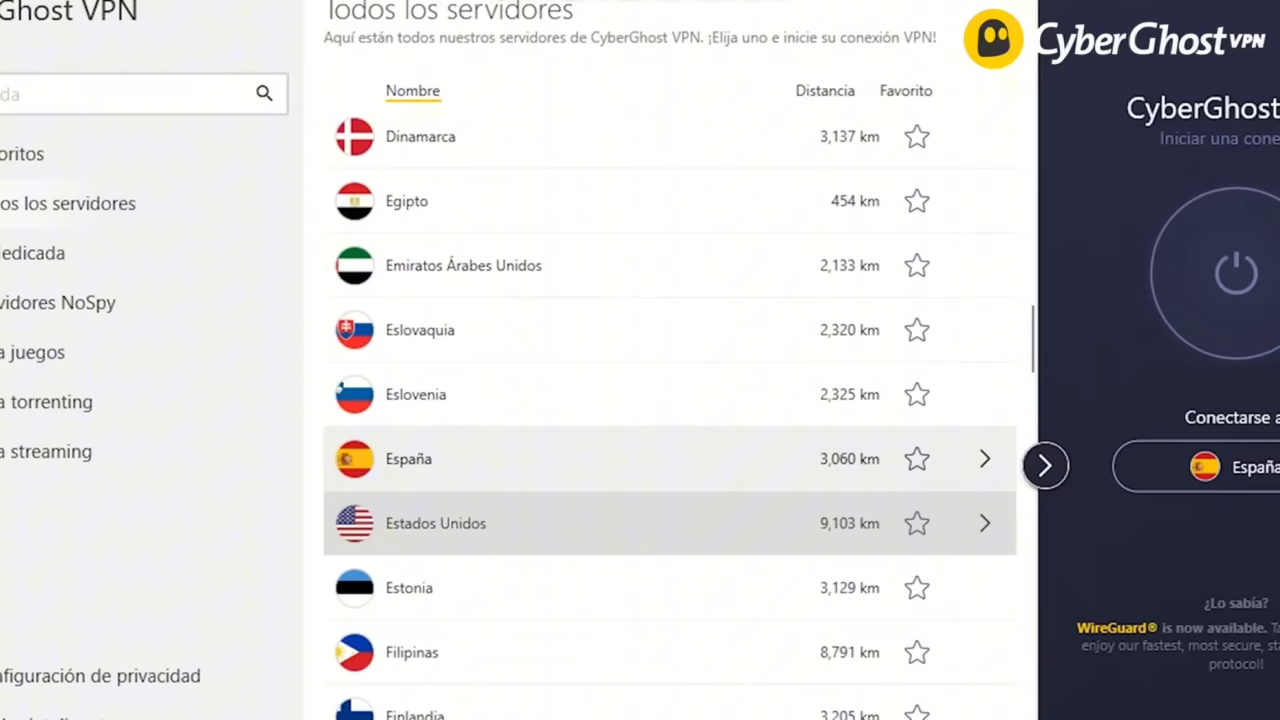 Ghost VPN
da
oritos
os los servidores
edicada
vidores NoSpy
a juegos
a torrenting
a streaming
nfiguración de privacidad
Todos los servidores
Aquí están todos nuestros servidores de CyberGhost VPN. ¡Elija uno e inicie su conexión VPN!
Nombre Distancia Favorito
Dinamarca 3,137 km
Egipto 454 km
Emiratos Árabes Unidos 2,133 km
Eslovaquia 2,320 km
Eslovenia 2,325 km
España 3,060 km
Estados Unidos 9,103 km
Estonia 3,129 km
Filipinas 8,791 km
Finlandia 3,205 km
CyberGhost VPN
CyberGhost
Iniciar una cone
Conectarse a
España
¿Lo sabía?
WireGuard® is now available. Ta
enjoy our fastest, most secure, sta
protocol!